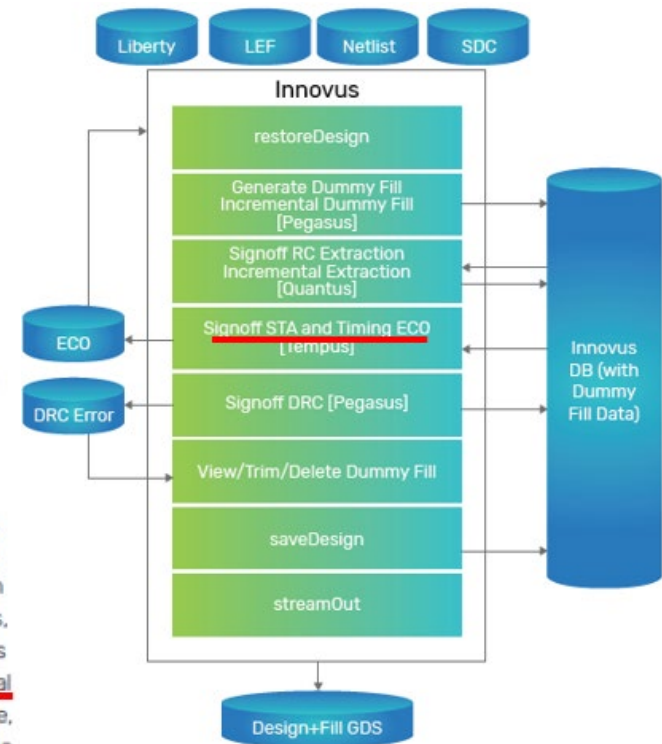 Liberty
LEF
Netlist
SDC
Innovus
restoreDesign
Generate Dummy Fill
Incremental Dummy Fill
[Pegasus]
Signoff RC Extraction
Incremental Extraction
[Quantus]
Signoff STA and Timing ECO
[Tempus]
Signoff DRC [Pegasus]
View/Trim/Delete Dummy Fill
saveDesign
streamOut
ECO
DRC Error
Innovus
DB (with
Dummy
Fill Data)
Design+Fill GDS